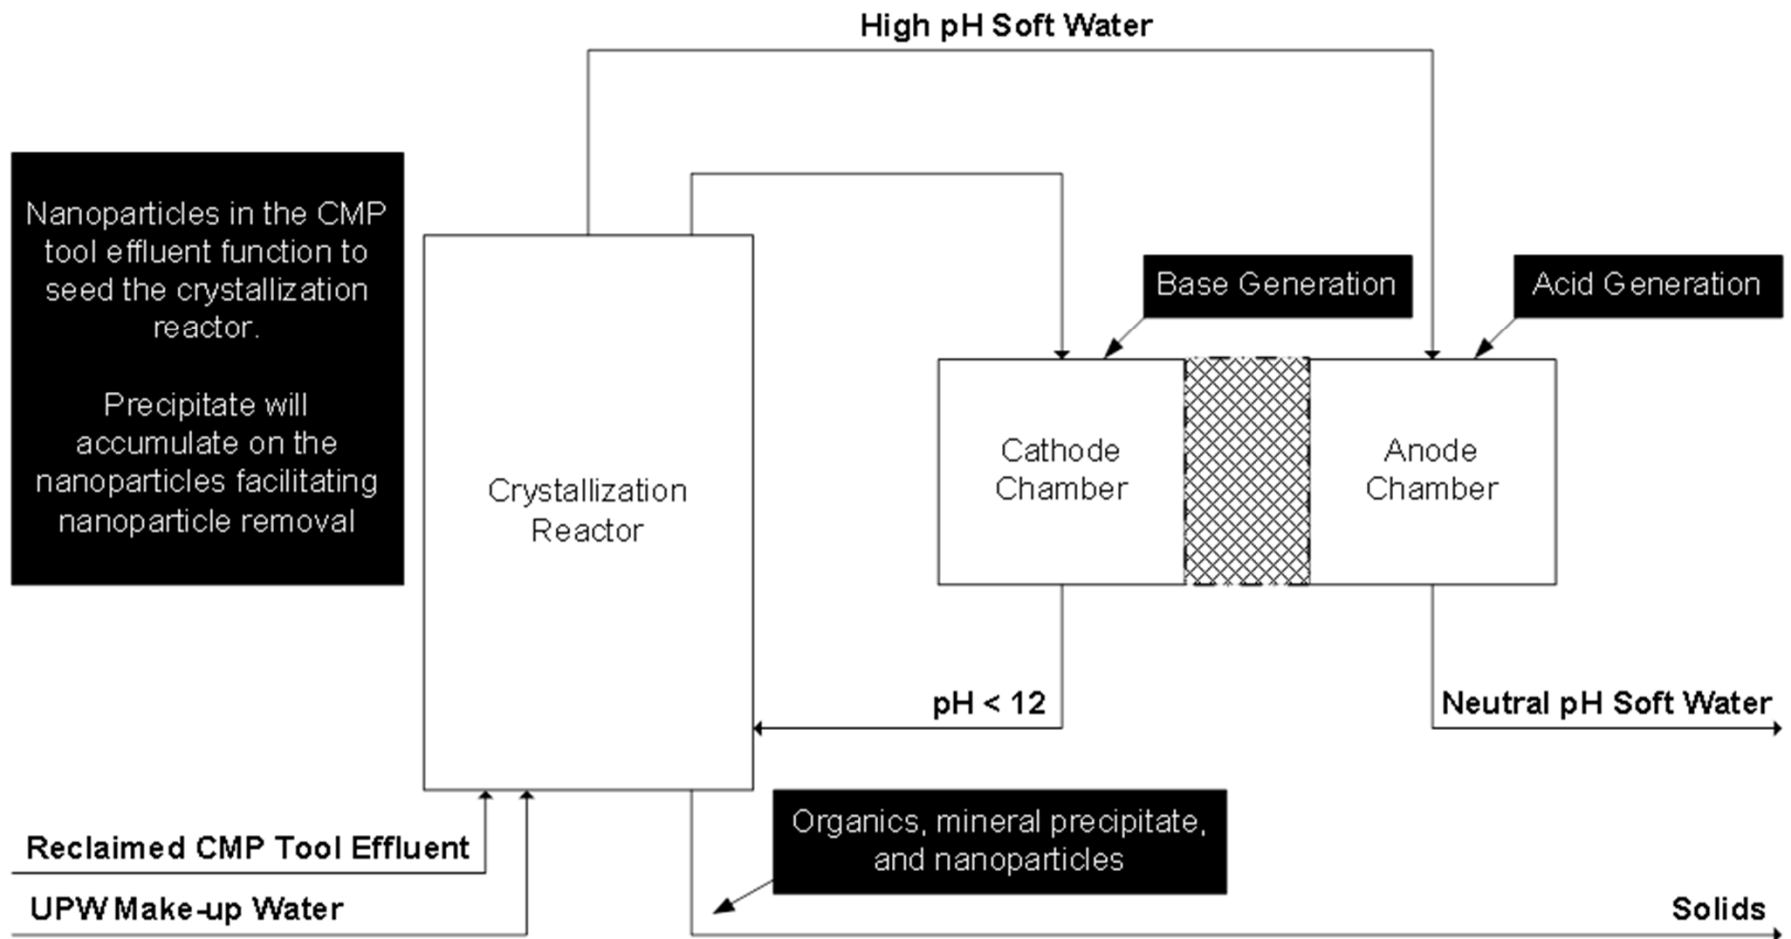 High pH Soft Water
Nanoparticles in the CMP
tool effluent function to
seed the crystallization
reactor.
Precipitate will
accumulate on the
nanoparticles facilitating
nanoparticle removal
Base Generation
Acid Generation
Crystallization
Reactor
Cathode
Chamber
Anode
Chamber
pH < 12
Neutral pH Soft Water
Organics, mineral precipitate,
and nanoparticles
Reclaimed CMP Tool Effluent
UPW Make-up Water
Solids